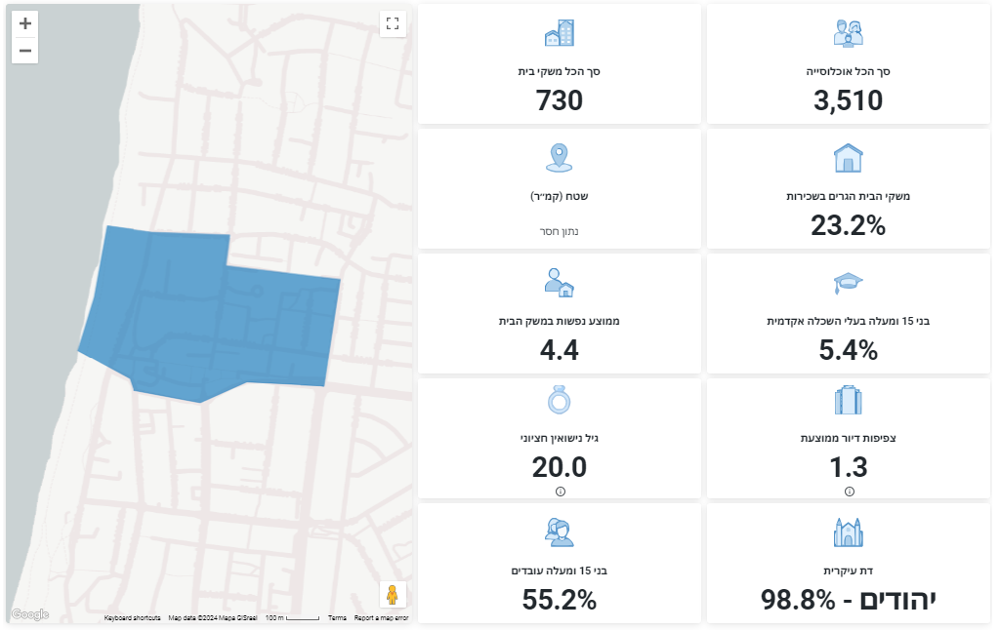 סך הכל אוכלוסייה
3,510
סך הכל משקי בית
730
משקי הבית הגרים בשכירות
23.2%
שטח (קמ״ר)
נתון חסר
בני 15 ומעלה בעלי השכלה אקדמית
5.4%
ממוצע נפשות במשק הבית
4.4
צפיפות דיור ממוצעת
1.3
גיל נישואין חציוני
20.0
דת עיקרית
יהודים - 98.8%
בני 15 ומעלה עובדים
55.2%
Google
Keyboard shortcuts
Map data ©2024 Mapa GISrael
100 m
Terms
Report a map error